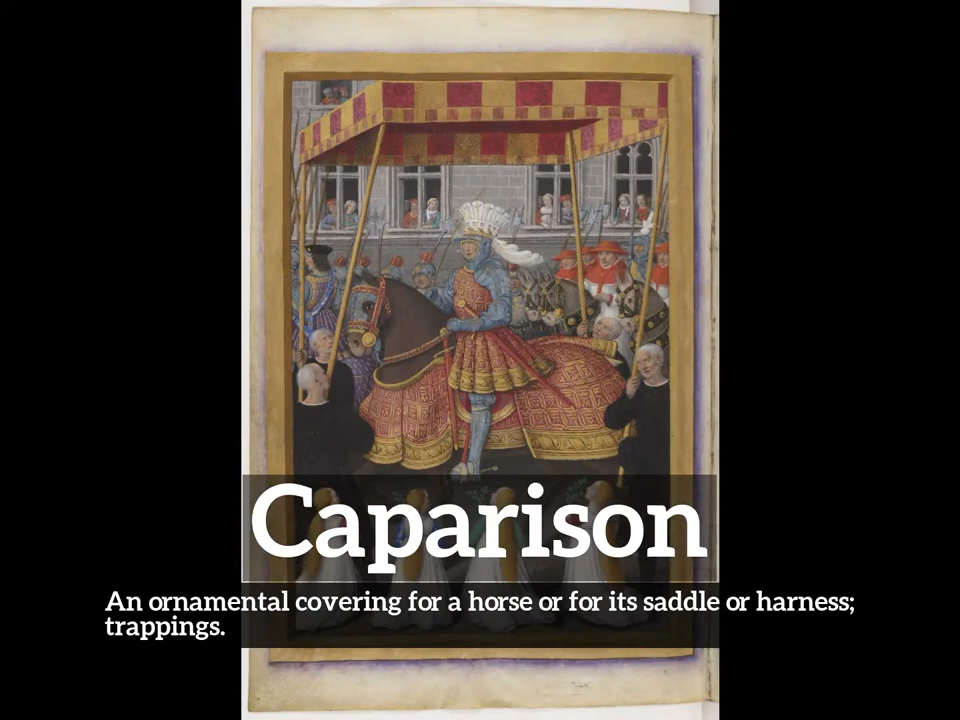 Caparison
An ornamental covering for a horse or for its saddle or harness;
trappings.